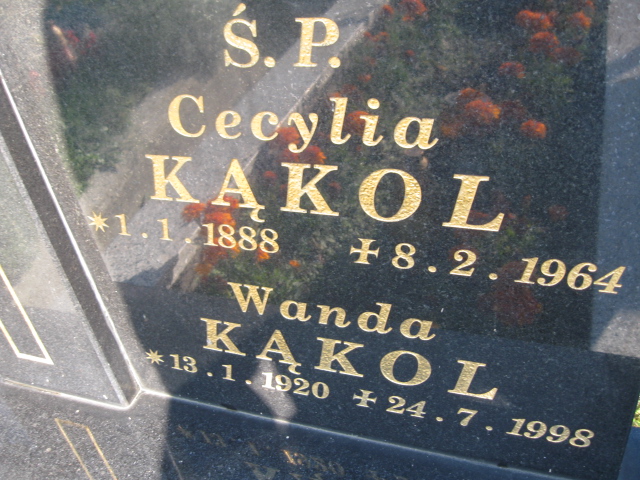 Ś.P.
Cecylia
KĄKOL
*1.1.1888 +8.2.1964
Wanda
KĄKOL
*13.1.1920 +24.7.1998